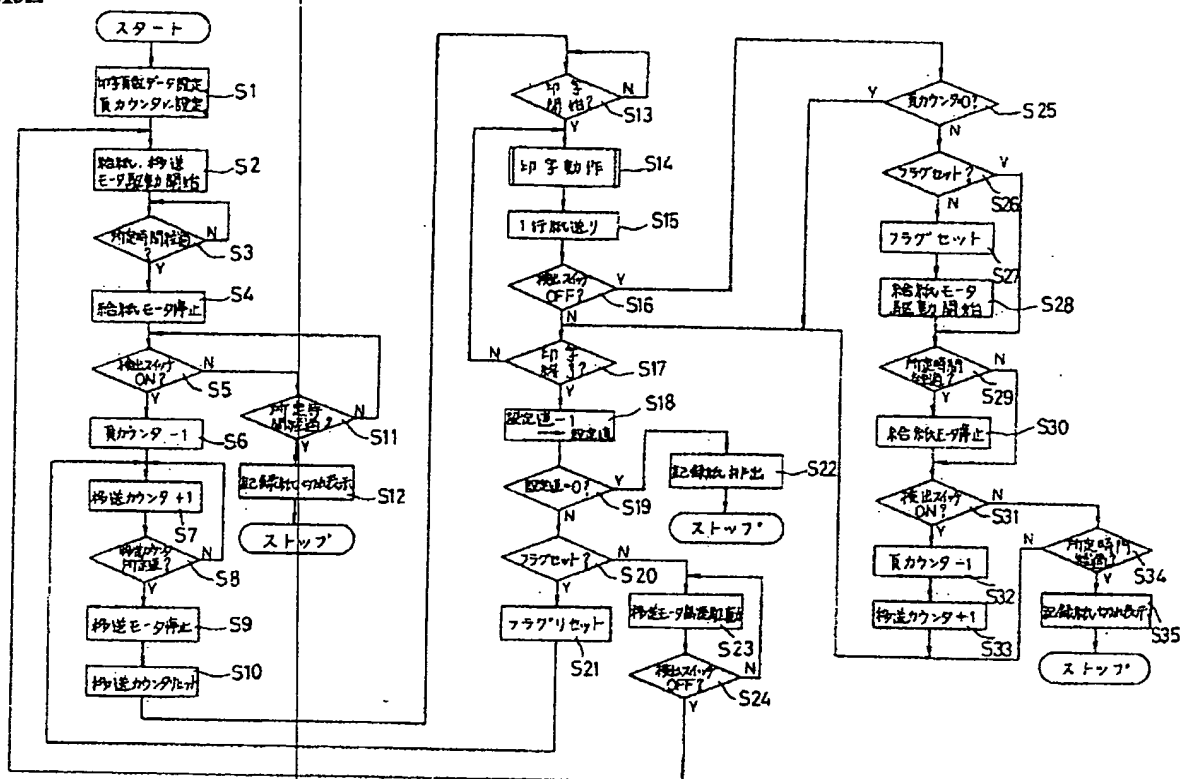 スタート
印字頁数データ設定
頁カウンタに設定
S1
給紙、移送
モータ駆動開始
S2
所定時間経過
?
N
S3
Y
給紙モータ停止
S4
検出スイッチ
ON?
N
S5
Y
頁カウンタ-1
S6
移送カウンタ+1
S7
移送カウンタ
所定値?
N
S8
Y
移送モータ停止
S9
移送カウンタリセット
S10
所定時
間経過?
N
S11
Y
記録紙切れ表示
S12
ストップ
印字
開始?
N
S13
Y
印字動作
S14
1行紙送り
S15
検出スイッチ
OFF?
Y
S16
N
印字
終了?
N
S17
Y
設定値-1
設定値
S18
設定値=0?
Y
S19
N
フラグセット?
N
S20
Y
フラグリセット
S21
記録紙排出
S22
ストップ
移送モータ高速駆動
S23
検出スイッチ
OFF?
N
S24
Y
頁カウンタ0?
Y
S25
N
フラグセット?
Y
S26
N
フラグセット
S27
給紙モータ
駆動開始
S28
所定時間
経過?
N
S29
Y
給紙モータ停止
S30
検出スイッチ
ON?
N
S31
Y
頁カウンタ-1
S32
移送カウンタ+1
S33
所定時間
経過?
N
S34
Y
記録紙切れ表示
S35
ストップ